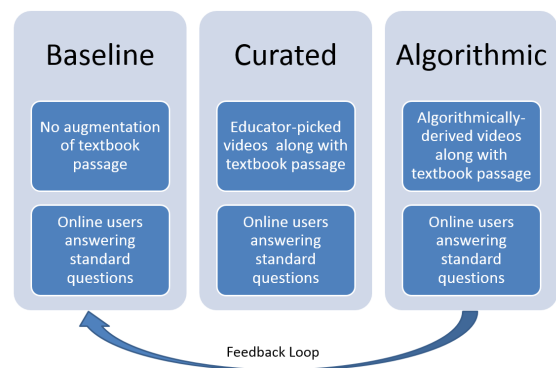 Baseline
No augmentation
of textbook
passage
Online users
answering
standard
questions
Curated
Educator-picked
videos along with
textbook passage
Online users
answering
standard
questions
Algorithmic
Algorithmically-
derived videos
along with
textbook passage
Online users
answering
standard
questions
Feedback Loop